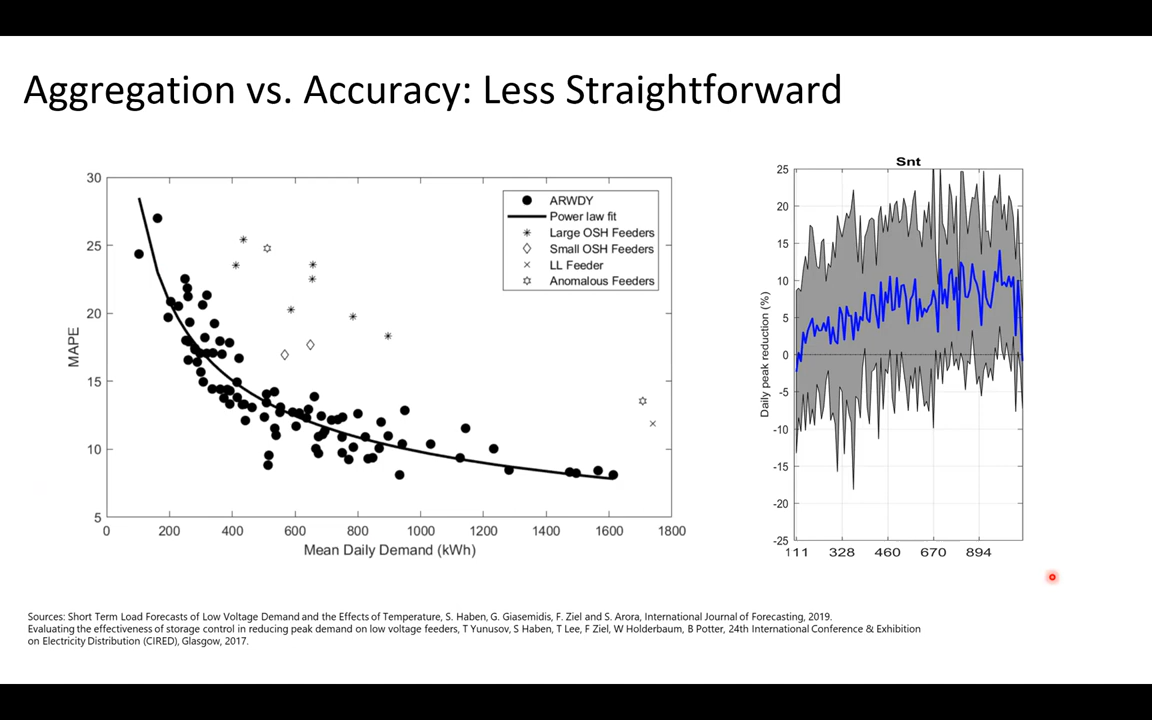 Aggregation vs. Accuracy: Less Straightforward
30
25
20
15
10
5
MAPE
0
200
400
600
800
1000
1200
1400
1600
1800
Mean Daily Demand (kWh)
ARWDY
Power law fit
Large OSH Feeders
Small OSH Feeders
LL Feeder
Anomalous Feeders
Snt
25
20
15
10
5
0
-5
-10
-15
-20
-25
Daily peak reduction (%)
111
328
460
670
894
Sources: Short Term Load Forecasts of Low Voltage Demand and the Effects of Temperature, S. Haben, G. Giasemidis, F. Ziel and S. Arora, International Journal of Forecasting, 2019.
Evaluating the effectiveness of storage control in reducing peak demand on low voltage feeders, T Yunusov, S Haben, T Lee, F Ziel, W Holderbaum, B Potter, 24th International Conference & Exhibition
on Electricity Distribution (CIRED), Glasgow, 2017.